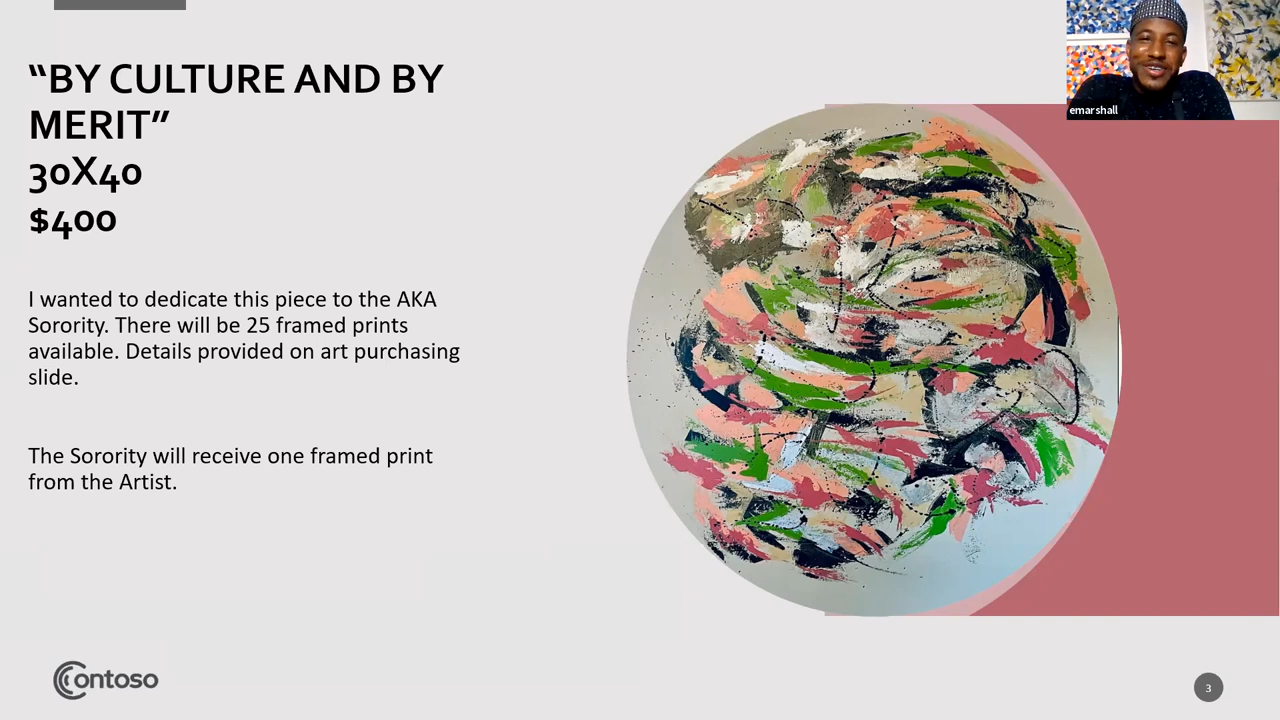 “BY CULTURE AND BY
MERIT”
30X40
$400
I wanted to dedicate this piece to the AKA
Sorority. There will be 25 framed prints
available. Details provided on art purchasing
slide.
The Sorority will receive one framed print
from the Artist.
emarshall
Contoso
3